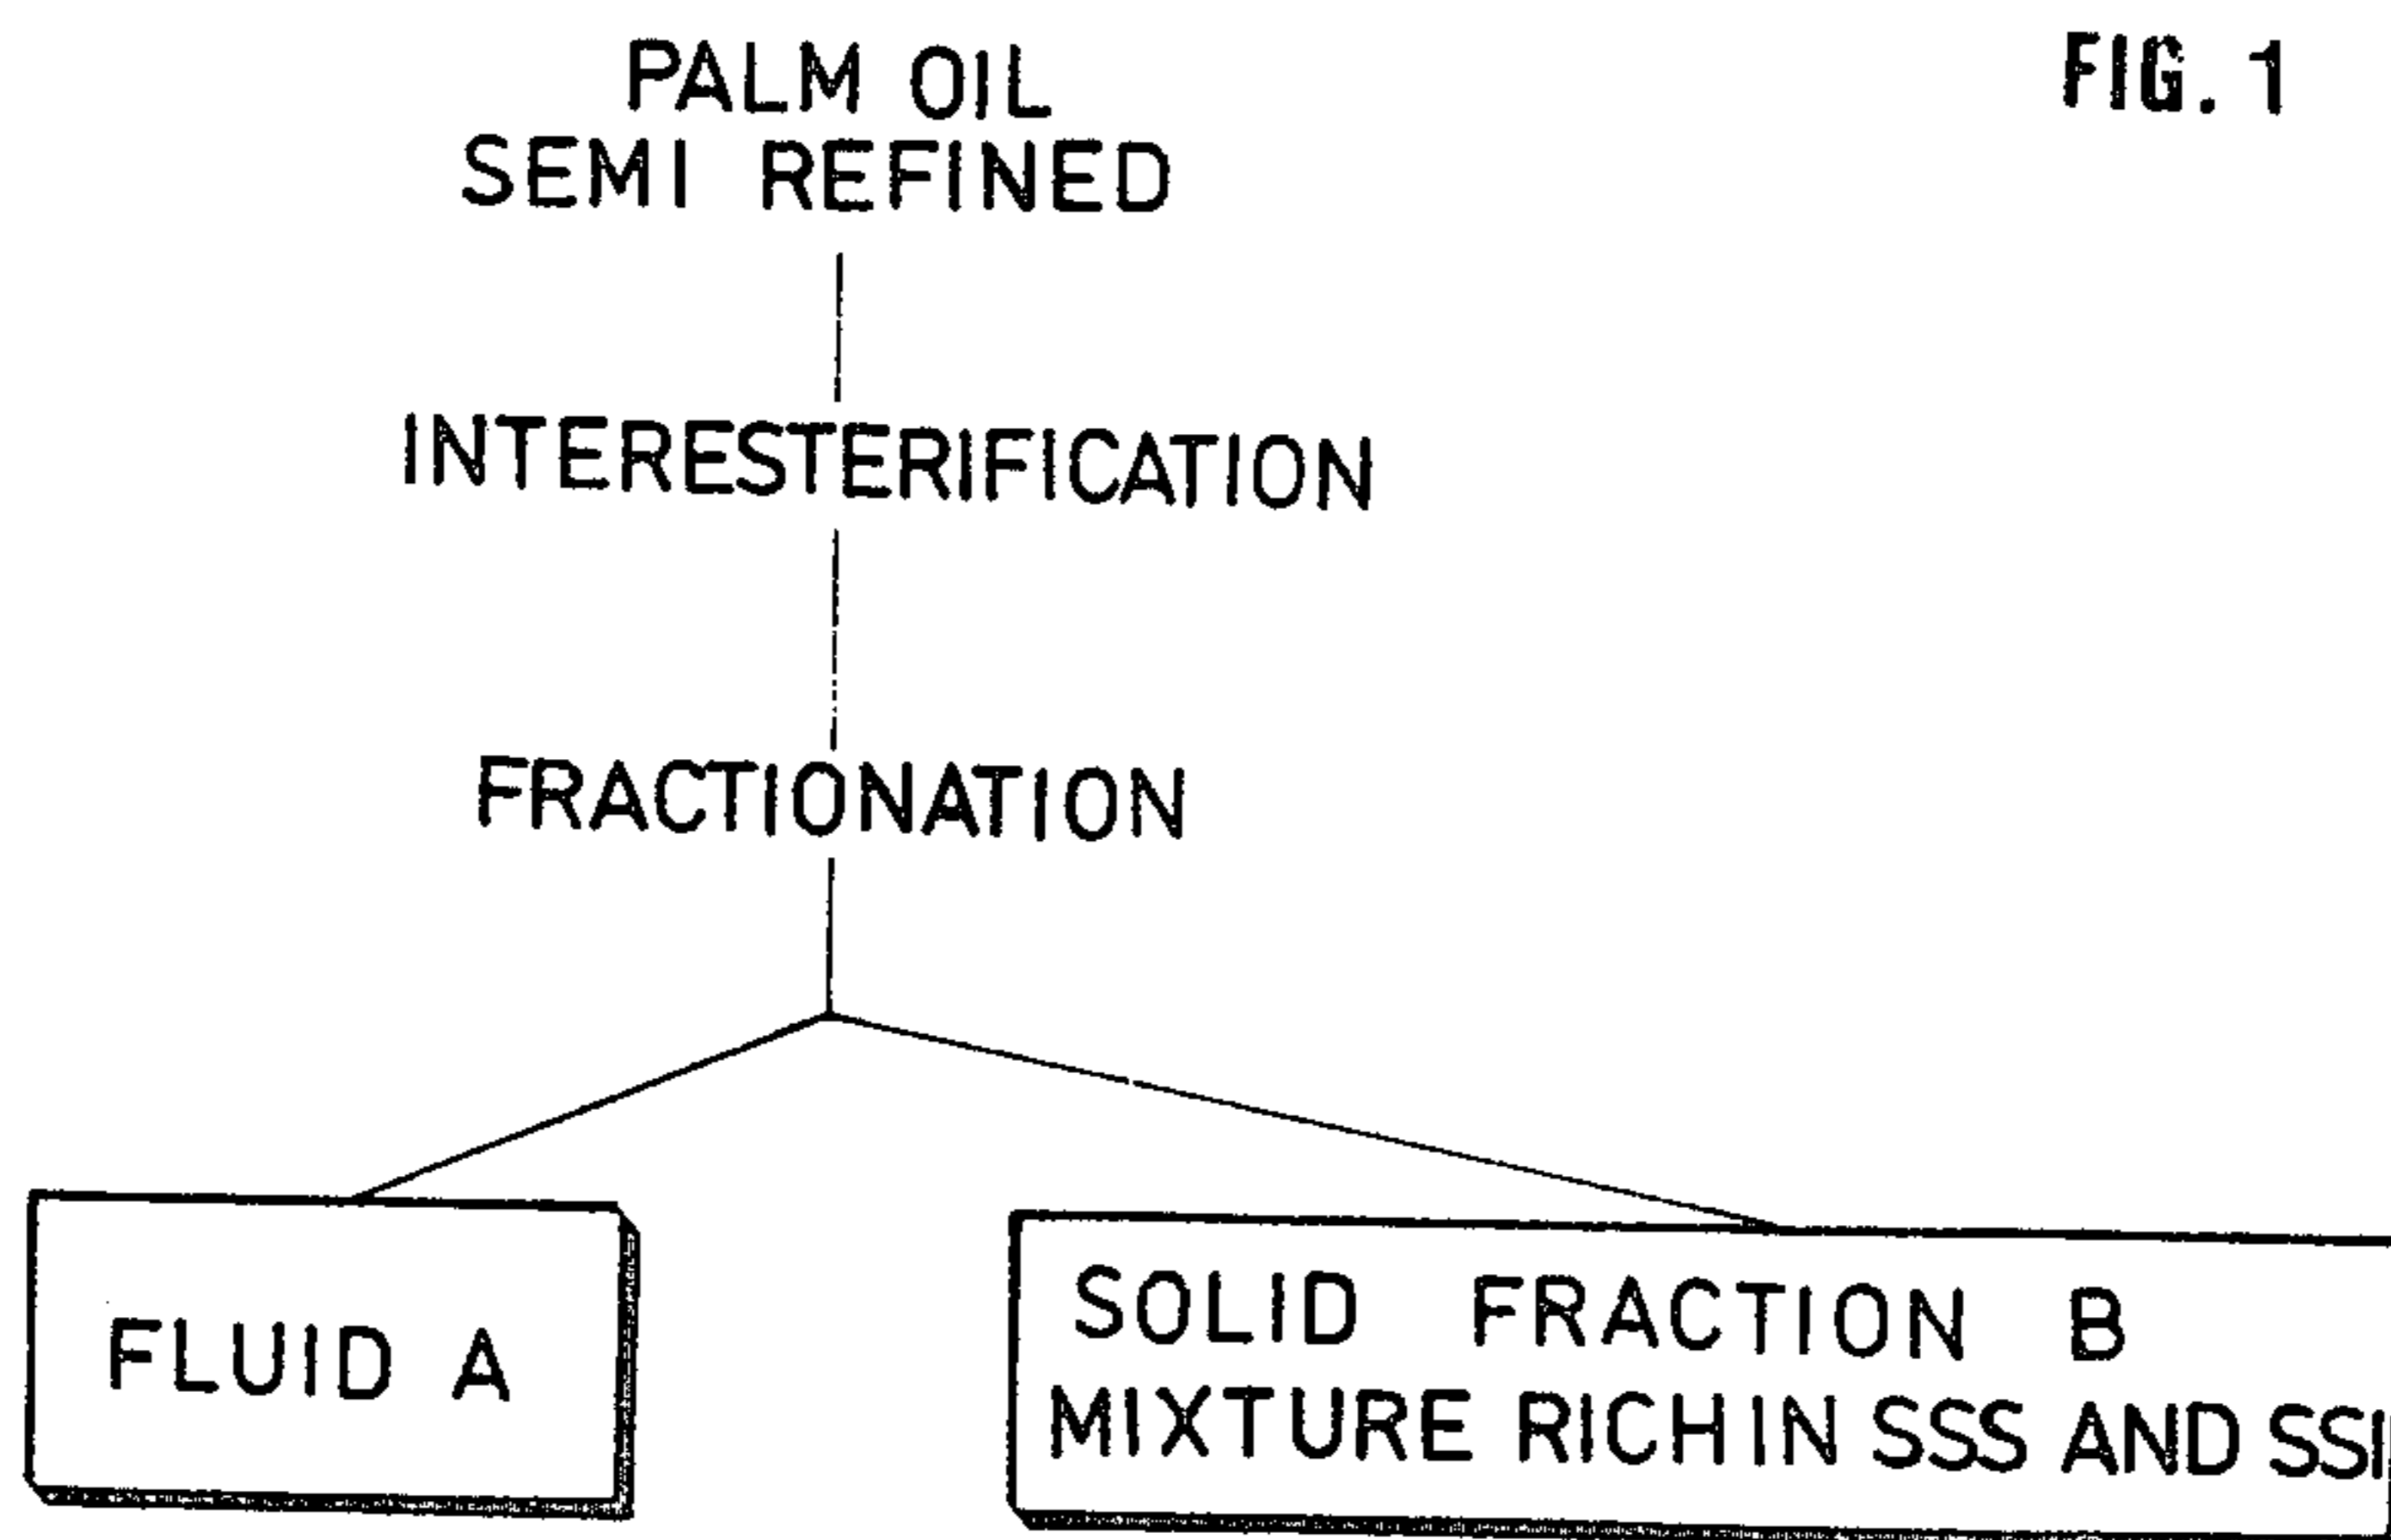 FIG. 1
PALM OIL
SEMI REFINED
INTERESTERIFICATION
FRACTIONATION
FLUID A
SOLID FRACTION B
MIXTURE RICH IN SSS AND SSI